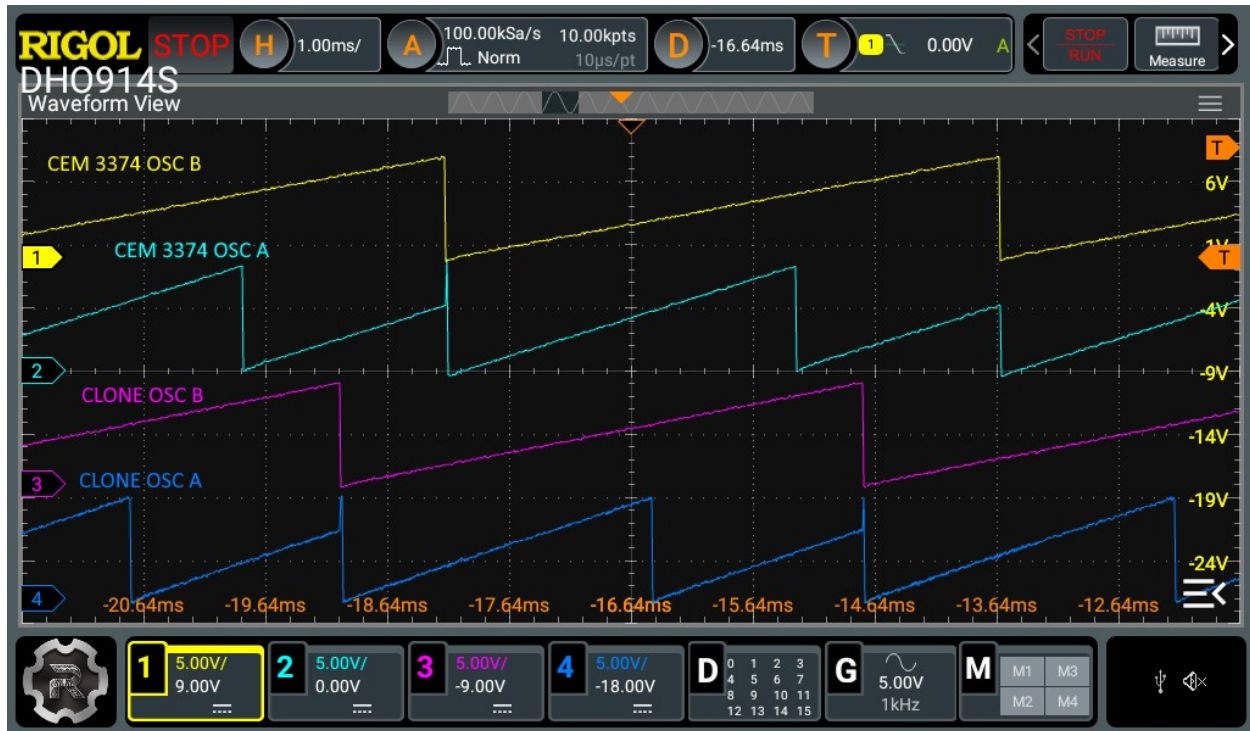 RIGOL STOP H 1.00ms/ A 100.00kSa/s 10.00kpts D -16.64ms T 1 0.00V A STOP
Norm 10μs/pt RUN Measure
DHO914S
Waveform View
T
CEM 3374 OSC B
6V
CEM 3374 OSC A
1
T
-4V
2
-9V
CLONE OSC B
-14V
3 CLONE OSC A
-19V
-24V
4 -20.64ms -19.64ms -18.64ms -17.64ms -16.64ms -15.64ms -14.64ms -13.64ms -12.64ms
R
1 5.00V/ 9.00V
2 5.00V/ 0.00V
3 5.00V/ -9.00V
4 5.00V/ -18.00V
D 0 1 2 3
4 5 6 7
8 9 10 11
12 13 14 15
G 5.00V
1kHz
M M1 M3
M2 M4